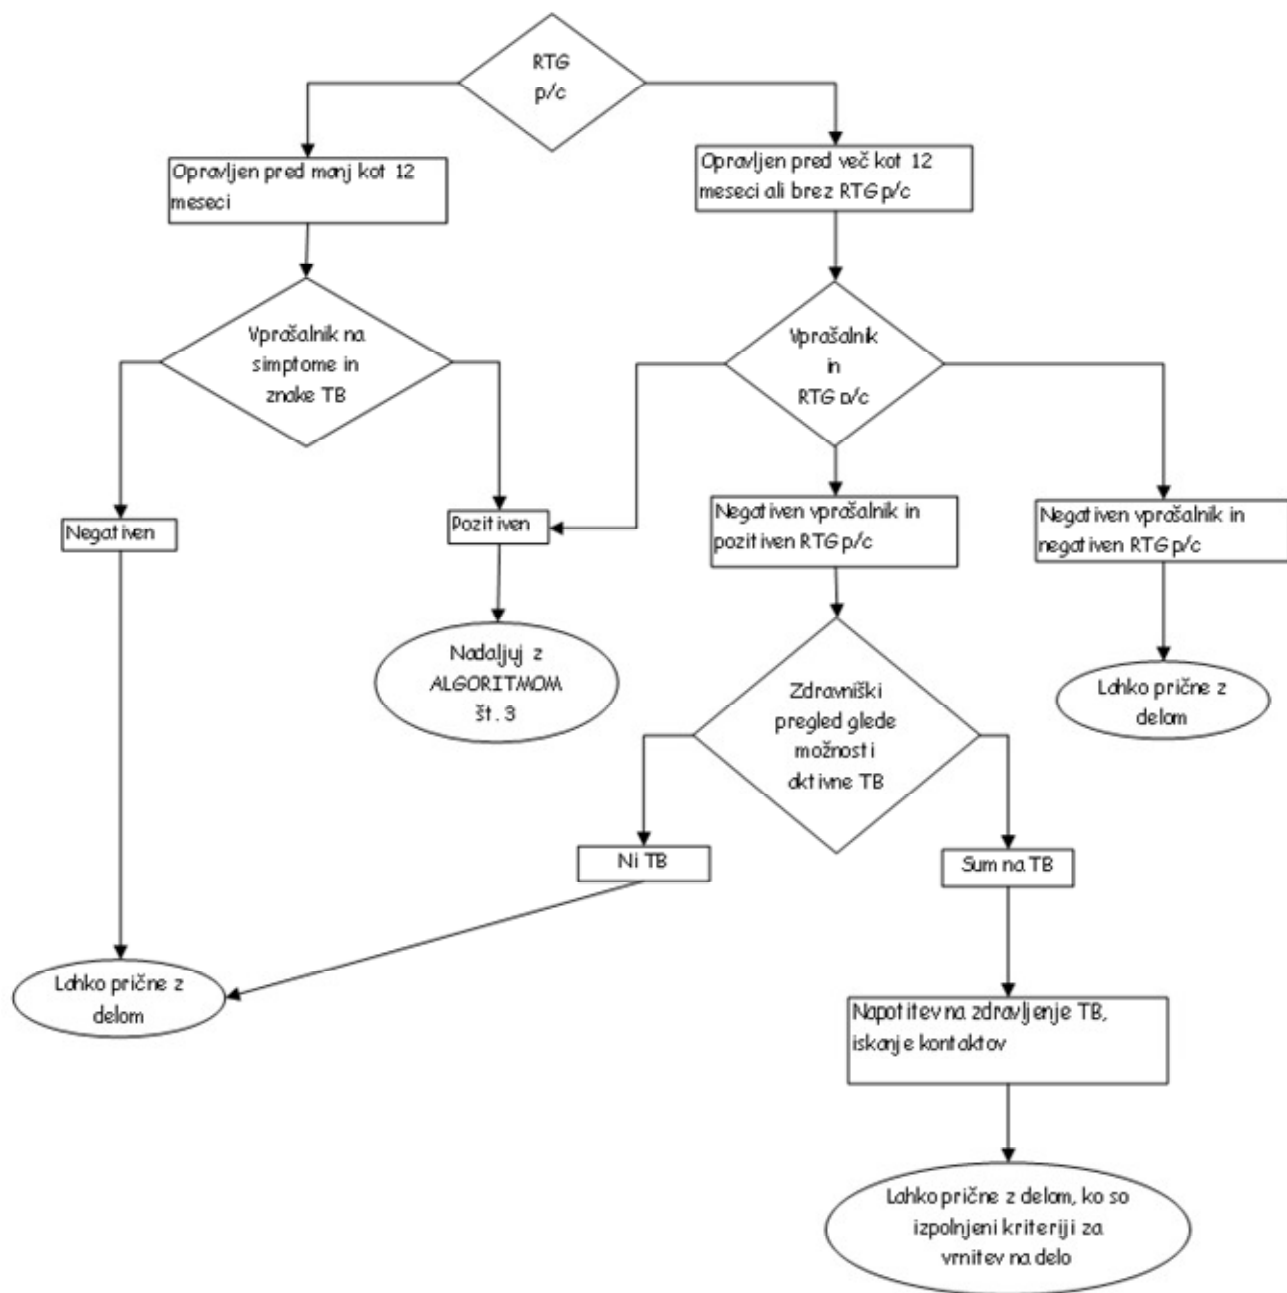 RTG
p/c
Opravljen pred manj kot 12
meseci
Opravljen pred več kot 12
meseci ali brez RTG p/c
Vprašalnik na
simptome in
znake TB
Vprašalnik
in
RTG p/c
Negativen
Pozitiven
Negativen vprašalnik in
pozitiven RTG p/c
Negativen vprašalnik in
negativen RTG p/c
Nadaljuj z
ALGORITMOM
št. 3
Zdravniški
pregled glede
možnosti
aktivne TB
Lahko prične z
delom
Ni TB
Sum na TB
Lahko prične z
delom
Napotitev na zdravljenje TB,
iskanje kontaktov
Lahko prične z delom, ko so
izpolnjeni kriteriji za
vrnitev na delo